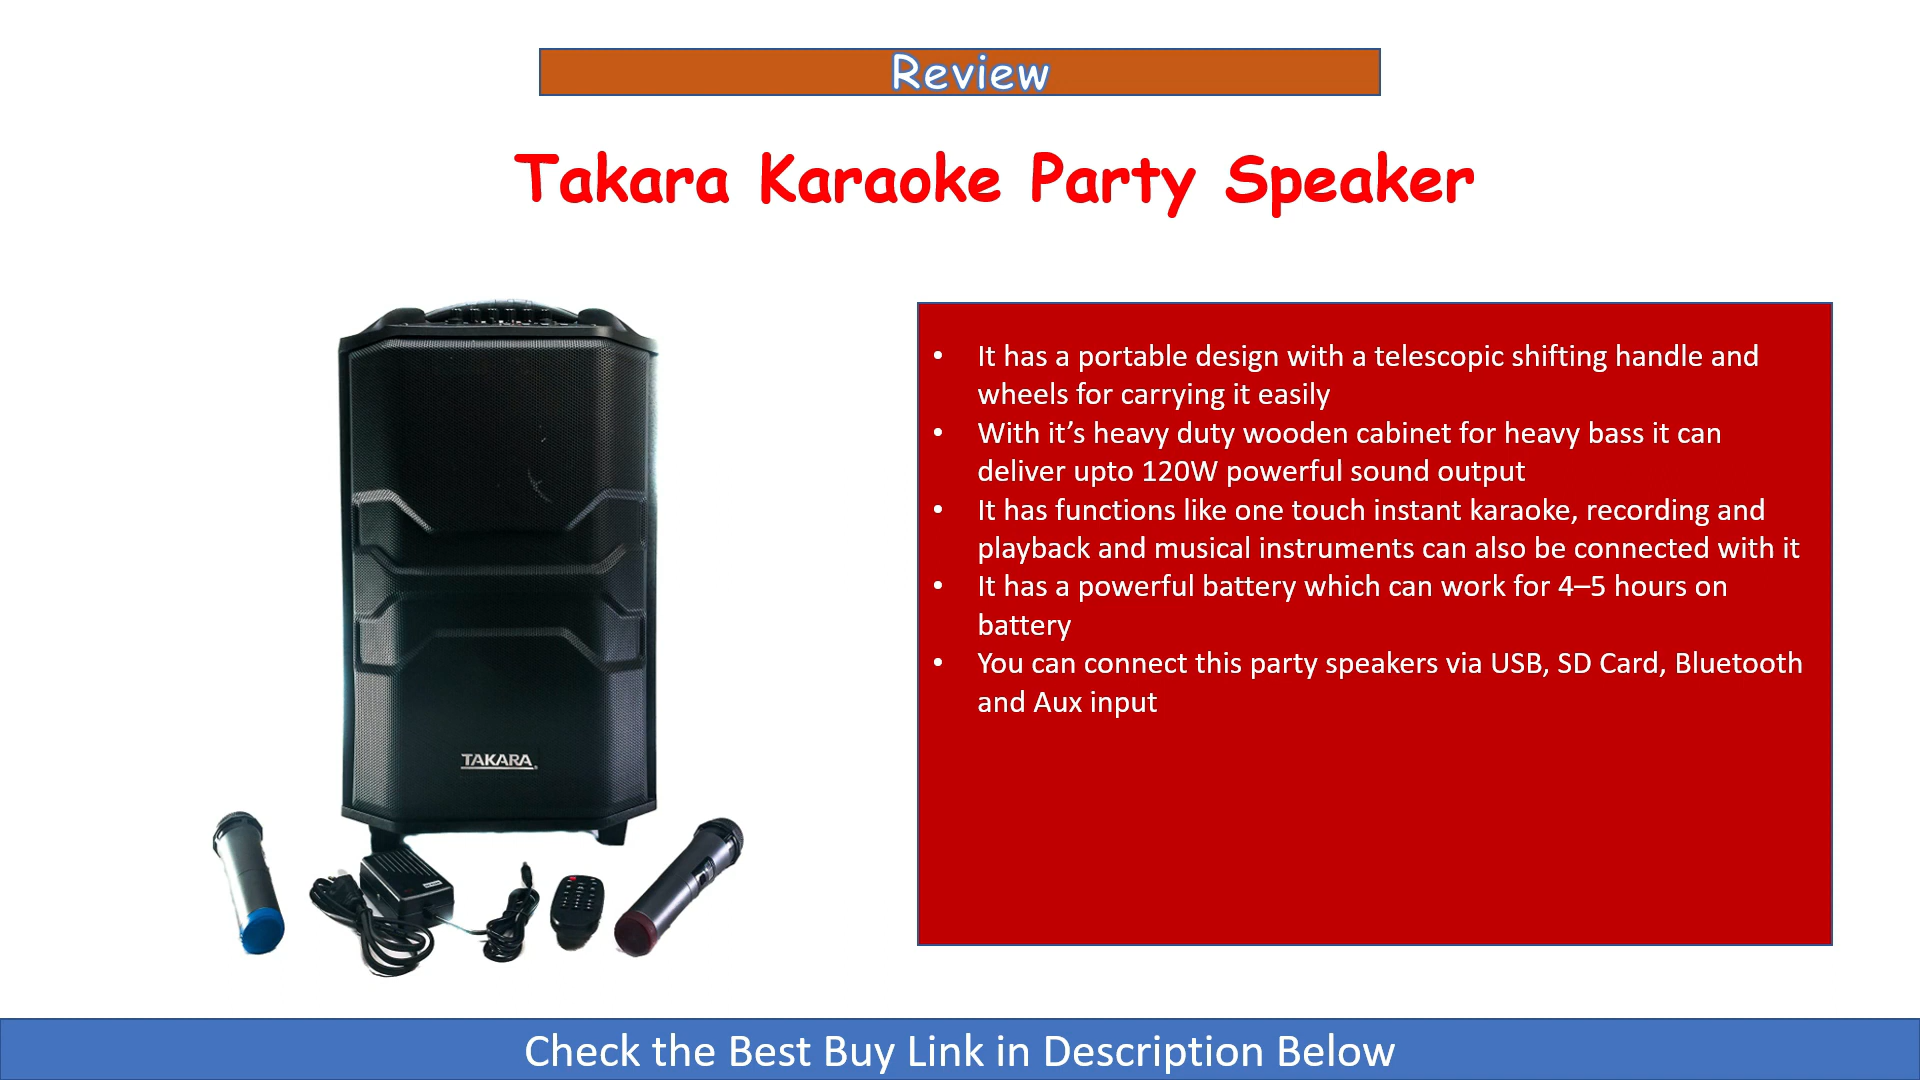 Review
Takara Karaoke Party Speaker
• It has a portable design with a telescopic shifting handle and
wheels for carrying it easily
• With it’s heavy duty wooden cabinet for heavy bass it can
deliver upto 120W powerful sound output
• It has functions like one touch instant karaoke, recording and
playback and musical instruments can also be connected with it
• It has a powerful battery which can work for 4–5 hours on
battery
• You can connect this party speakers via USB, SD Card, Bluetooth
and Aux input
TAKARA
Check the Best Buy Link in Description Below